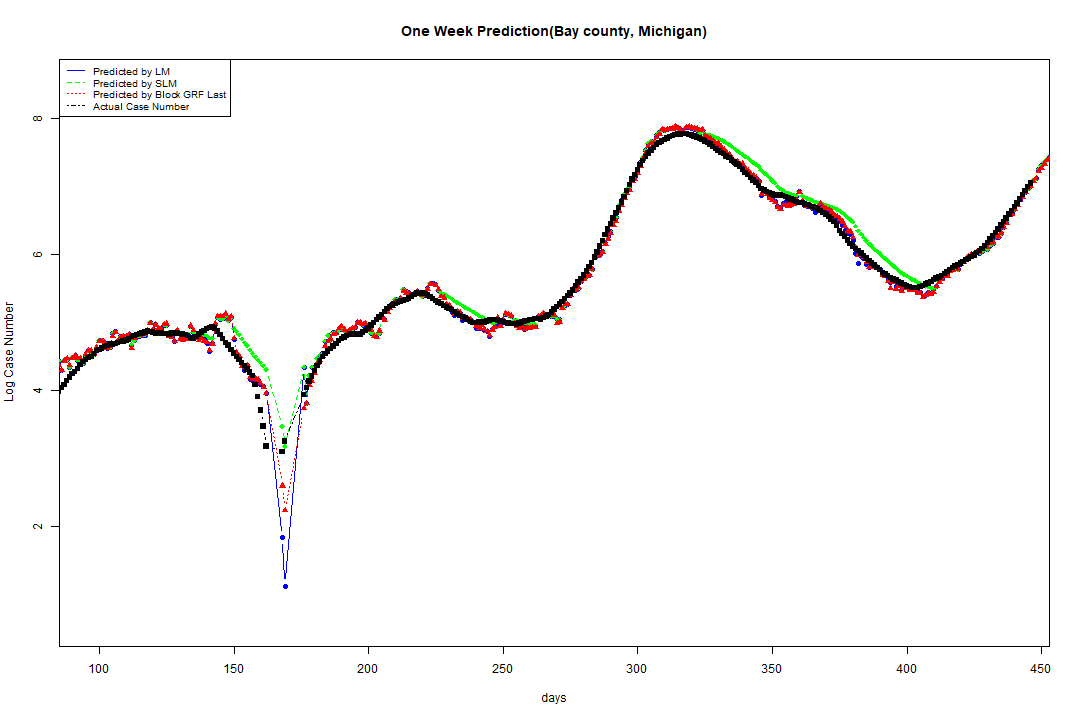 One Week Prediction(Bay county, Michigan)
Predicted by LM
Predicted by SLM
Predicted by Block GRF Last
Actual Case Number
8
6
4
2
Log Case Number
100 150 200 250 300 350 400 450
days